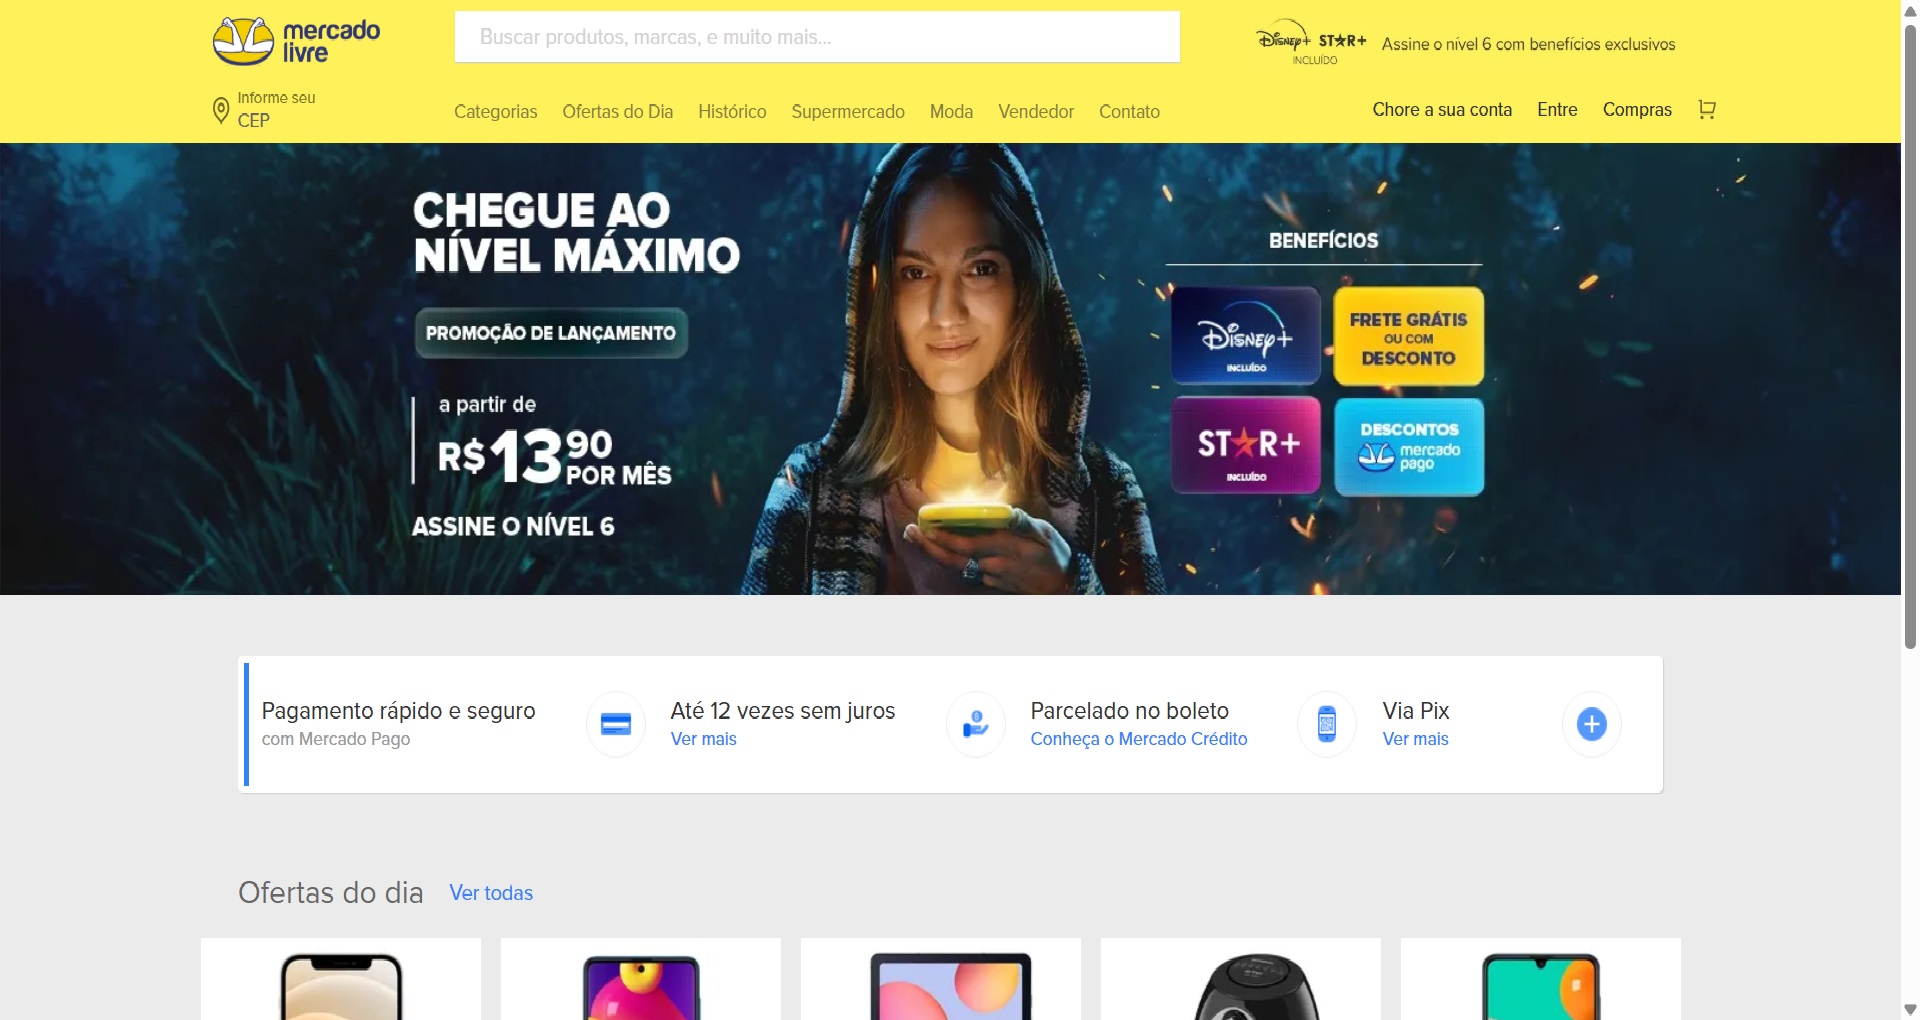 mercado
livre
Buscar produtos, marcas, e muito mais...
Disney+ STAR+
INCLUÍDO
Assine o nível 6 com benefícios exclusivos
Informe seu
CEP
Categorias
Ofertas do Dia
Histórico
Supermercado
Moda
Vendedor
Contato
Chore a sua conta
Entre
Compras
CHEGUE AO
NÍVEL MÁXIMO
PROMOÇÃO DE LANÇAMENTO
a partir de
R$1390
POR MÊS
ASSINE O NÍVEL 6
BENEFÍCIOS
Disney+
INCLUÍDO
FRETE GRÁTIS
OU COM
DESCONTO
STAR+
INCLUÍDO
DESCONTOS
mercado
pago
Pagamento rápido e seguro
com Mercado Pago
Até 12 vezes sem juros
Ver mais
Parcelado no boleto
Conheça o Mercado Crédito
Via Pix
Ver mais
Ofertas do dia
Ver todas